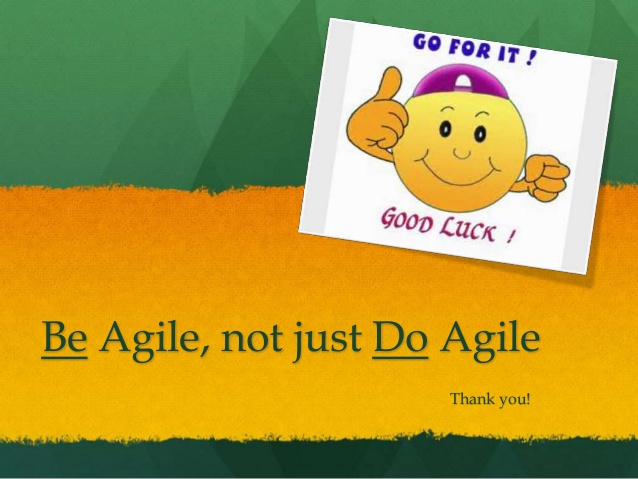 GO FOR IT !
GOOD LUCK !
Be Agile, not just Do Agile
Thank you!